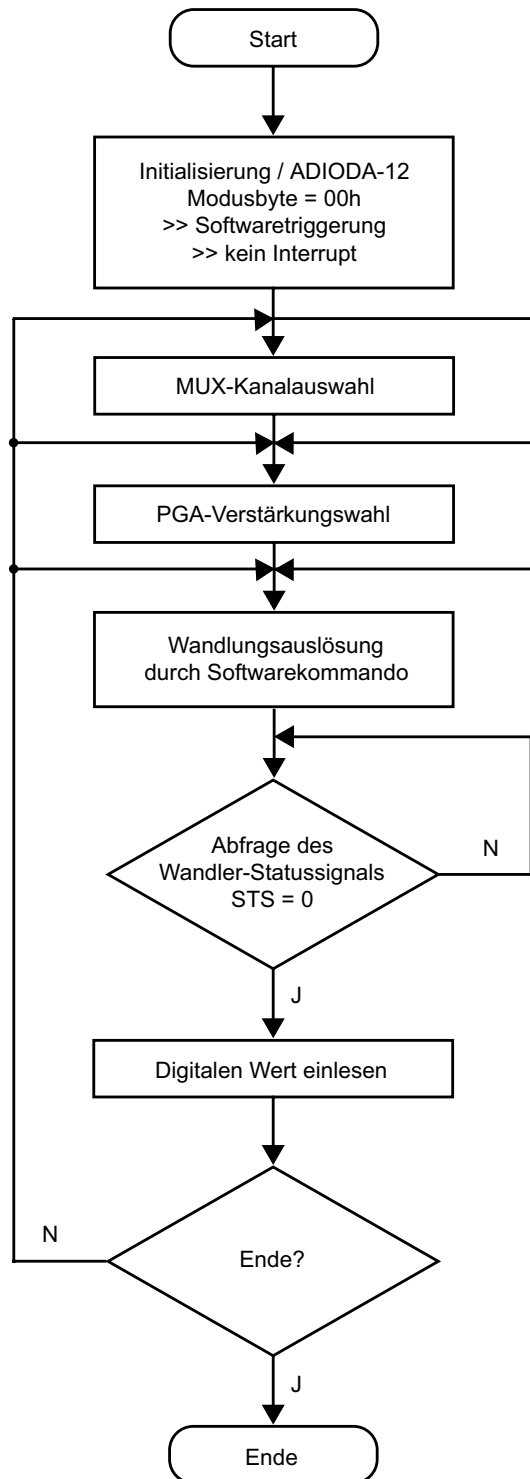 Start
Initialisierung / ADIODA-12
Modusbyte = 00h
>> Softwaretriggerung
>> kein Interrupt
MUX-Kanalauswahl
PGA-Verstärkungswahl
Wandlungsauslösung
durch Softwarekommando
Abfrage des
Wandler-Statussignals
STS = 0
N
J
Digitalen Wert einlesen
N
Ende?
J
Ende